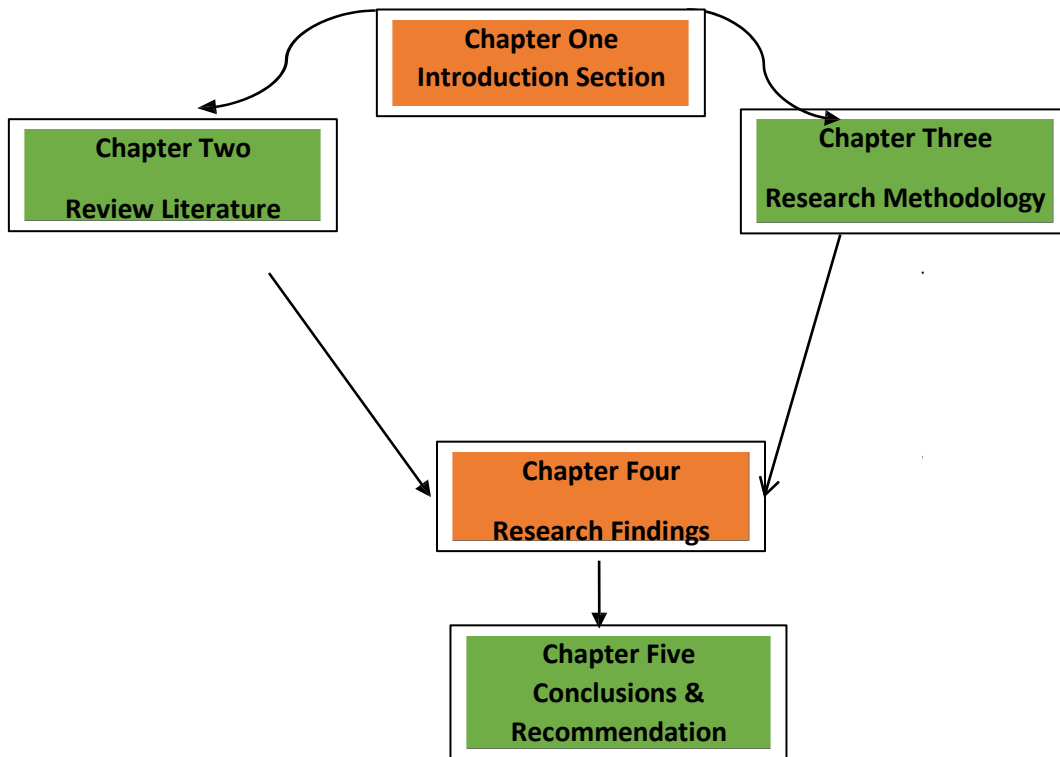 Chapter One
Introduction Section
Chapter Two
Review Literature
Chapter Three
Research Methodology
Chapter Four
Research Findings
Chapter Five
Conclusions &
Recommendation